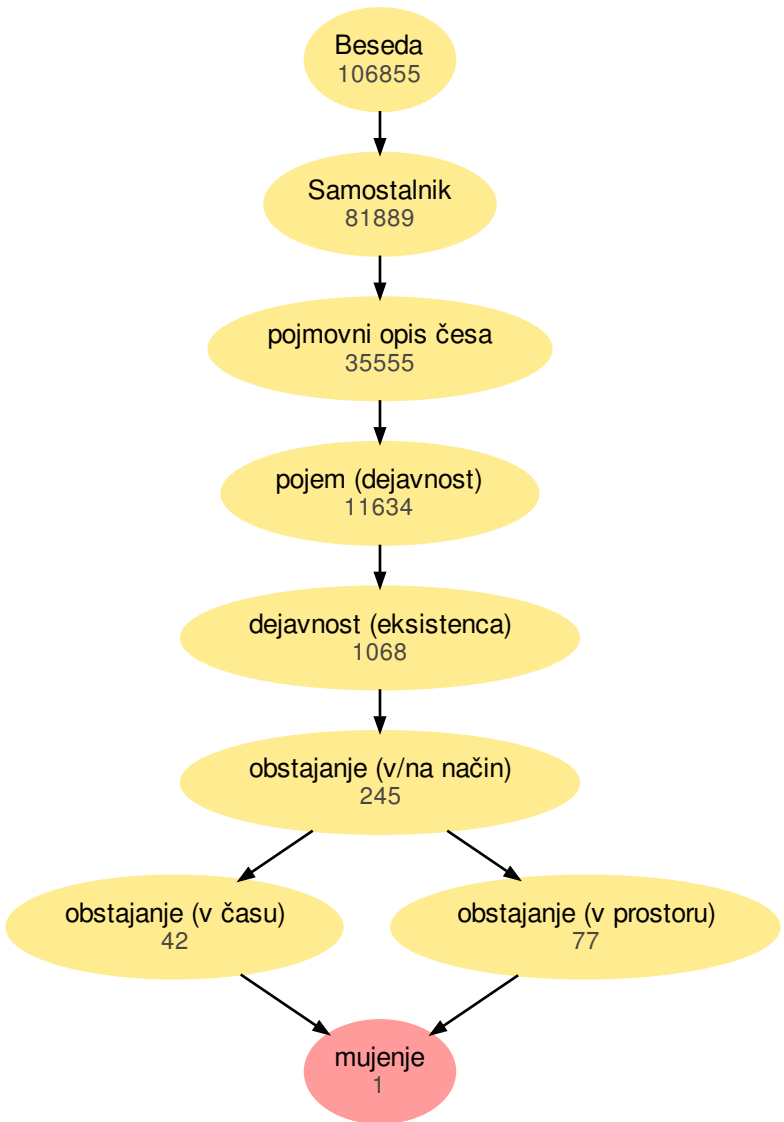 Beseda
106855
Samostalnik
81889
pojmovni opis česa
35555
pojem (dejavnost)
11634
dejavnost (eksistenca)
1068
obstajanje (v/na način)
245
obstajanje (v času)
42
obstajanje (v prostoru)
77
mujenje
1